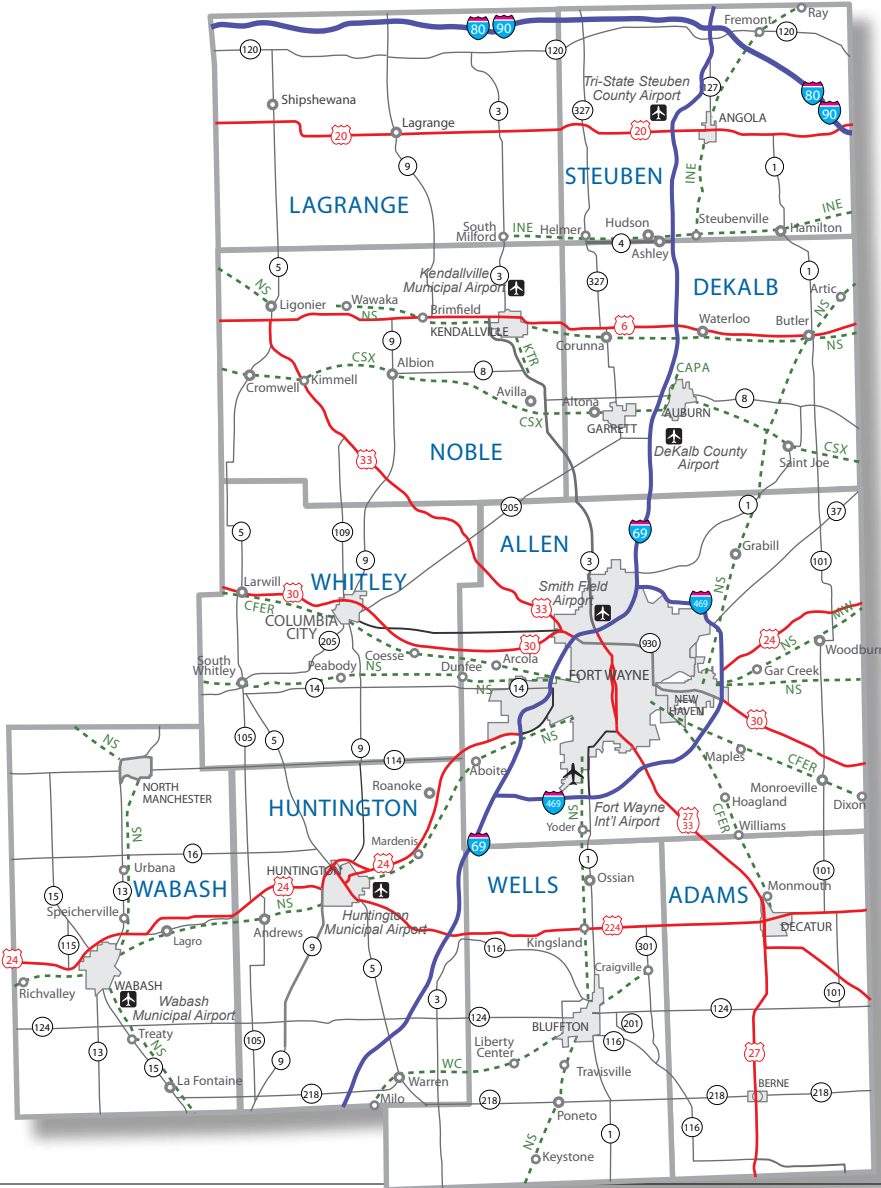 Ray
Fremont
80 90
120
120
120
Tri-State Steuben
County Airport
127
80
90
Shipshewana
3
327
ANGOLA
Lagrange
20
20
9
1
STEUBEN
INE
LAGRANGE
INE
South
Milford
INE
Helmer
Hudson
Steubenville
Hamilton
4
Ashley
5
Kendallville
Municipal Airport
3
327
DEKALB
1
NS
Artic
Ligonier
Wawaka
NS
Brimfield
NS
KENDALLVILLE
6
Waterloo
Butler
9
Corunna
NS
KTR
CSX
Albion
8
CAPA
Cromwell
Kimmell
Avilla
Altona
8
CSX
GARRETT
AUBURN
NOBLE
DeKalb County
Airport
CSX
Saint Joe
33
205
1
37
5
109
69
ALLEN
9
3
Grabill
101
Larwill
WHITLEY
Smith Field
Airport
NS
30
469
CFER
33
MW
COLUMBIA
CITY
24
205
30
930
NS
Woodburn
South
Whitley
Peabody
Coesse
NS
Dunfee
Arcola
FORT WAYNE
Gar Creek
14
NS
14
NS
NEW
HAVEN
105
5
30
NS
9
NS
114
Aboite
Maples
CFER
NORTH
MANCHESTER
Roanoke
Monroeville
HUNTINGTON
469
Fort Wayne
Int'l Airport
Hoagland
Dixon
NS
NS
CFER
27
33
Mardenis
Yoder
Williams
16
69
24
1
Urbana
HUNTINGTON
101
WABASH
24
WELLS
ADAMS
15
13
Ossian
Monmouth
NS
Speicherville
Huntington
Municipal Airport
Andrews
224
DECATUR
Lagro
115
Kingsland
9
116
301
24
5
Craigville
Richvalley
WABASH
Wabash
Municipal Airport
3
101
124
124
124
BLUFFTON
201
Treaty
105
Liberty
Center
116
13
NS
9
27
15
WC
Travisville
La Fontaine
Warren
BERNE
218
218
218
218
Milo
Poneto
116
NS
1
Keystone